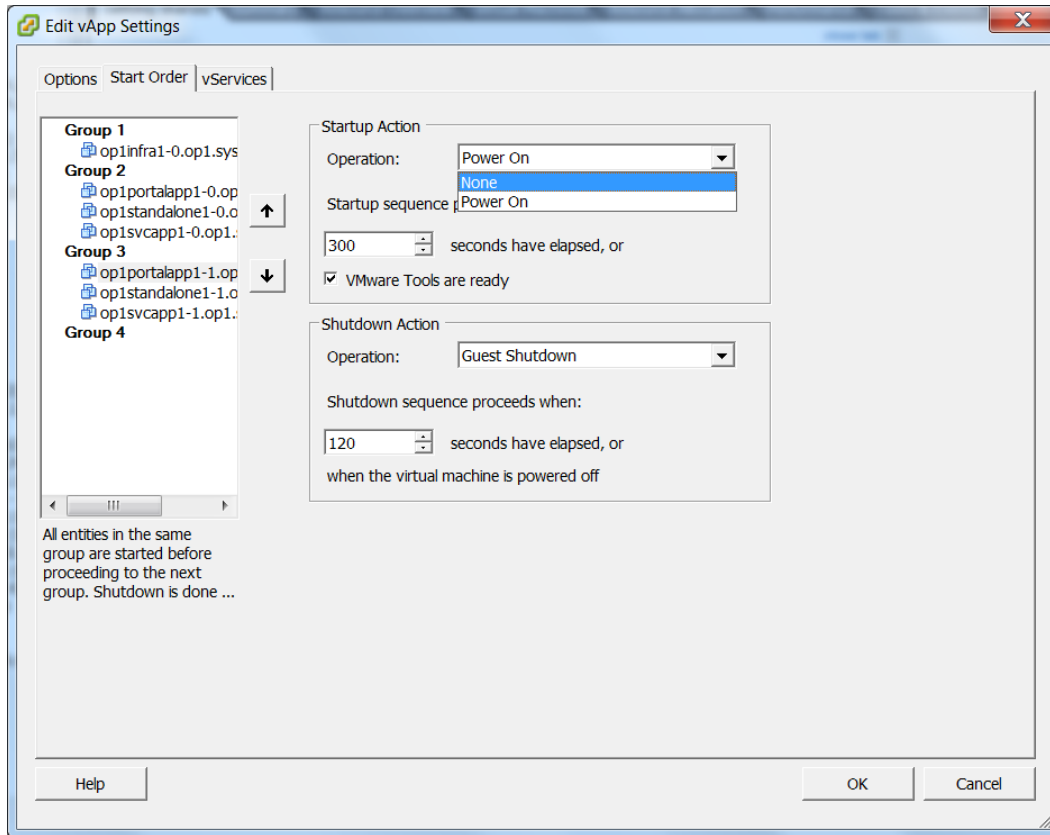 Edit vApp Settings
Options
Start Order
vServices
Group 1
op1infra1-0.op1.sys
Group 2
op1portalapp1-0.op
op1standalone1-0.o
op1svcapp1-0.op1.
Group 3
op1portalapp1-1.op
op1standalone1-1.o
op1svcapp1-1.op1.
Group 4
All entities in the same
group are started before
proceeding to the next
group. Shutdown is done ...
Startup Action
Operation: Power On
None
Power On
Startup sequence
300 seconds have elapsed, or
VMware Tools are ready
Shutdown Action
Operation: Guest Shutdown
Shutdown sequence proceeds when:
120 seconds have elapsed, or
when the virtual machine is powered off
Help
OK
Cancel